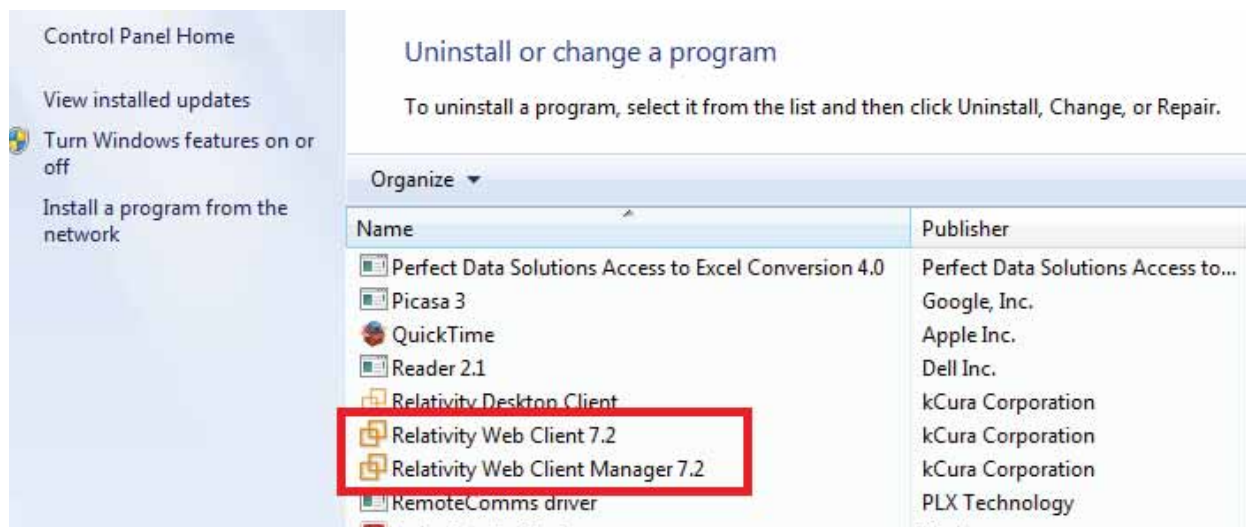 Control Panel Home
View installed updates
Turn Windows features on or
off
Install a program from the
network
Uninstall or change a program
To uninstall a program, select it from the list and then click Uninstall, Change, or Repair.
Organize
Name Publisher
Perfect Data Solutions Access to Excel Conversion 4.0 Perfect Data Solutions Access to...
Picasa 3 Google, Inc.
QuickTime Apple Inc.
Reader 2.1 Dell Inc.
Relativity Desktop Client kCura Corporation
Relativity Web Client 7.2 kCura Corporation
Relativity Web Client Manager 7.2 kCura Corporation
RemoteComms driver PLX Technology